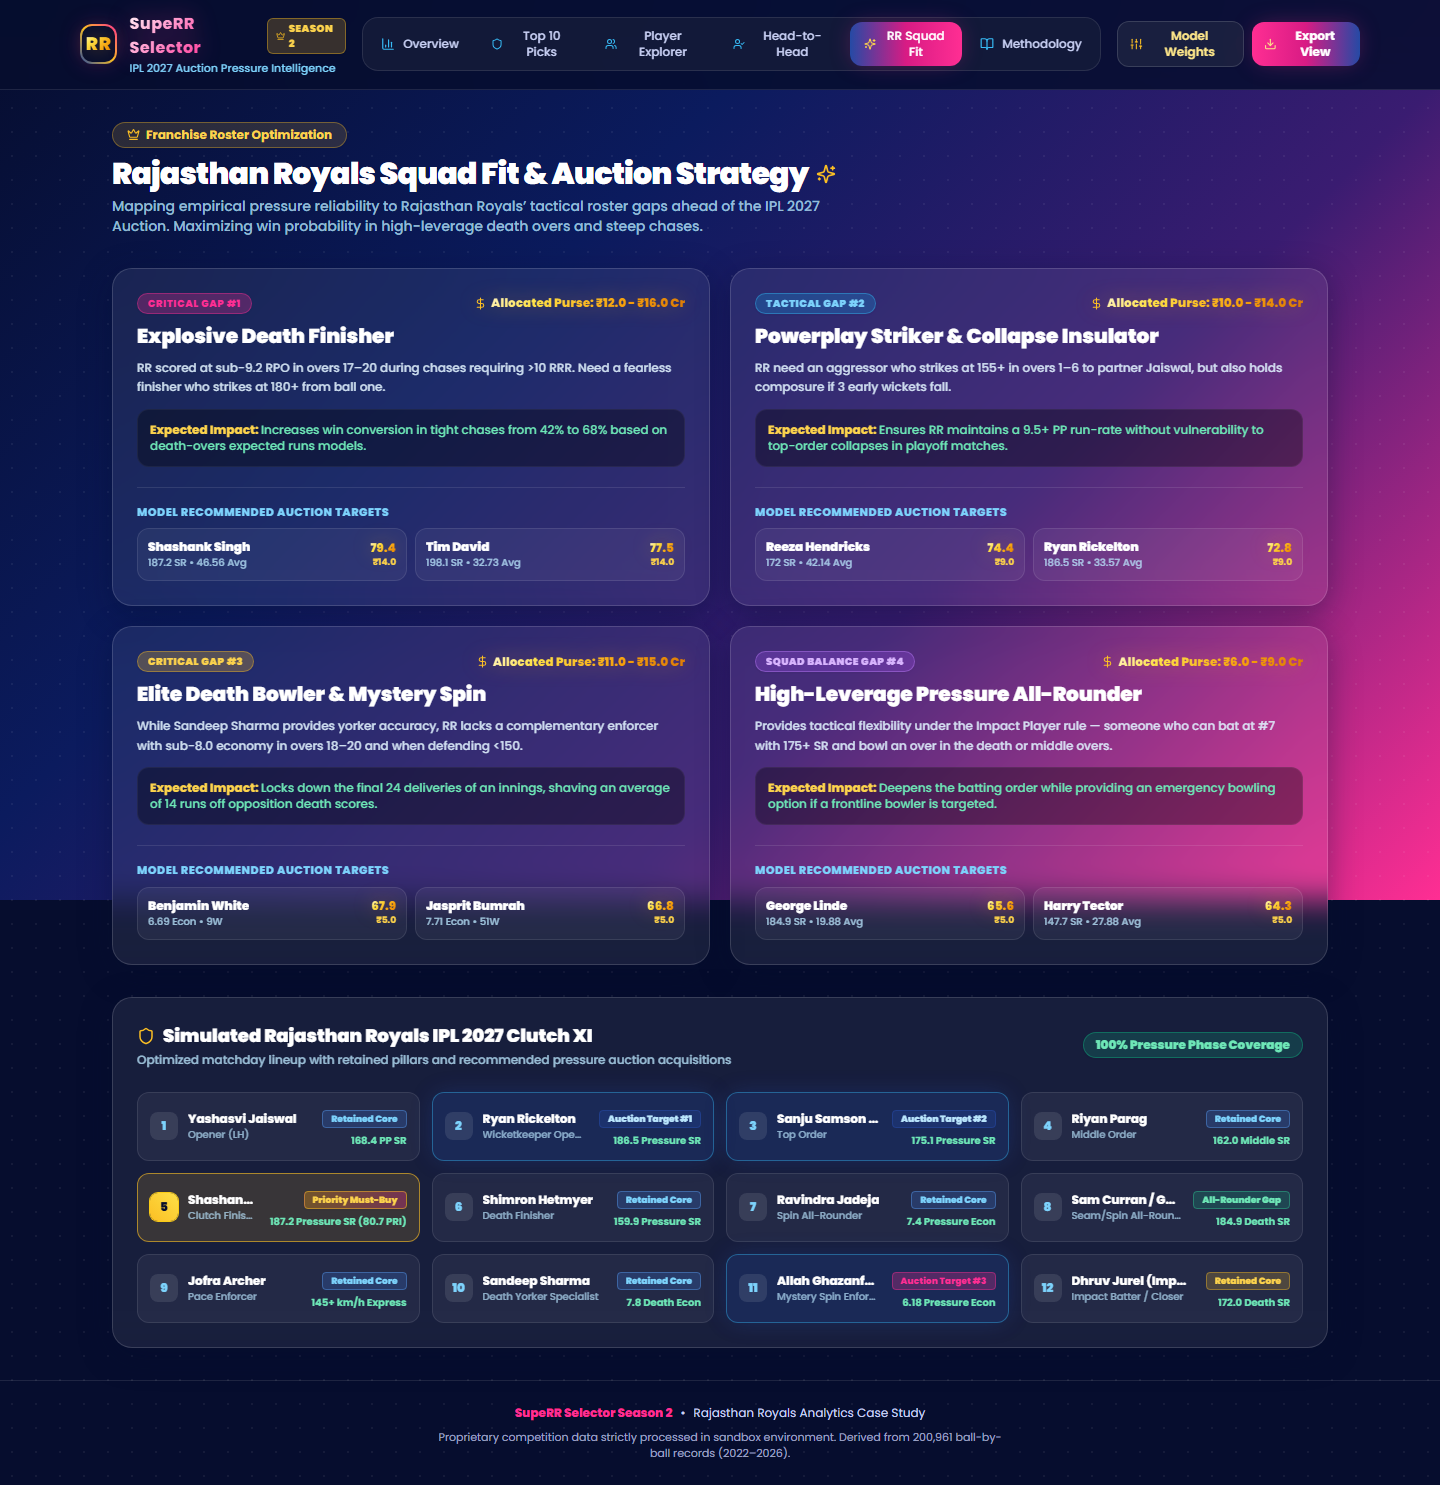 RR
SupeRR
Selector
SEASON
2
IPL 2027 Auction Pressure Intelligence
Overview
Top 10
Picks
Player
Explorer
Head-to-
Head
RR Squad
Fit
Methodology
Model
Weights
Export
View
Franchise Roster Optimization
Rajasthan Royals Squad Fit & Auction Strategy
Mapping empirical pressure reliability to Rajasthan Royals' tactical roster gaps ahead of the IPL 2027
Auction. Maximizing win probability in high-leverage death overs and steep chases.
CRITICAL GAP #1
$ Allocated Purse: ₹12.0 - ₹16.0 Cr
Explosive Death Finisher
RR scored at sub-9.2 RPO in overs 17–20 during chases requiring >10 RRR. Need a fearless
finisher who strikes at 180+ from ball one.
Expected Impact: Increases win conversion in tight chases from 42% to 68% based on
death-overs expected runs models.
MODEL RECOMMENDED AUCTION TARGETS
Shashank Singh
79.4
187.2 SR • 46.56 Avg
₹14.0
Tim David
77.5
198.1 SR • 32.73 Avg
₹14.0
TACTICAL GAP #2
$ Allocated Purse: ₹10.0 - ₹14.0 Cr
Powerplay Striker & Collapse Insulator
RR need an aggressor who strikes at 155+ in overs 1–6 to partner Jaiswal, but also holds
composure if 3 early wickets fall.
Expected Impact: Ensures RR maintains a 9.5+ PP run-rate without vulnerability to
top-order collapses in playoff matches.
MODEL RECOMMENDED AUCTION TARGETS
Reeza Hendricks
74.4
172 SR • 42.14 Avg
₹9.0
Ryan Rickelton
72.8
186.5 SR • 33.57 Avg
₹9.0
CRITICAL GAP #3
$ Allocated Purse: ₹11.0 - ₹15.0 Cr
Elite Death Bowler & Mystery Spin
While Sandeep Sharma provides yorker accuracy, RR lacks a complementary enforcer
with sub-8.0 economy in overs 18–20 and when defending <150.
Expected Impact: Locks down the final 24 deliveries of an innings, shaving an average
of 14 runs off opposition death scores.
MODEL RECOMMENDED AUCTION TARGETS
Benjamin White
67.9
6.69 Econ • 9W
₹5.0
Jasprit Bumrah
66.8
7.71 Econ • 51W
₹5.0
SQUAD BALANCE GAP #4
$ Allocated Purse: ₹6.0 - ₹9.0 Cr
High-Leverage Pressure All-Rounder
Provides tactical flexibility under the Impact Player rule — someone who can bat at #7
with 175+ SR and bowl an over in the death or middle overs.
Expected Impact: Deepens the batting order while providing an emergency bowling
option if a frontline bowler is targeted.
MODEL RECOMMENDED AUCTION TARGETS
George Linde
65.6
184.9 SR • 19.88 Avg
₹5.0
Harry Tector
64.3
147.7 SR • 27.88 Avg
₹5.0
Simulated Rajasthan Royals IPL 2027 Clutch XI
Optimized matchday lineup with retained pillars and recommended pressure auction acquisitions
100% Pressure Phase Coverage
1
Yashasvi Jaiswal
Retained Core
Opener (LH)
168.4 PP SR
2
Ryan Rickelton
Auction Target #1
Wicketkeeper Ope...
186.5 Pressure SR
3
Sanju Samson ...
Auction Target #2
Top Order
175.1 Pressure SR
4
Riyan Parag
Retained Core
Middle Order
162.0 Middle SR
5
Shashan...
Priority Must-Buy
Clutch Finis...
187.2 Pressure SR (80.7 PRI)
6
Shimron Hetmyer
Retained Core
Death Finisher
159.9 Pressure SR
7
Ravindra Jadeja
Retained Core
Spin All-Rounder
7.4 Pressure Econ
8
Sam Curran / G...
All-Rounder Gap
Seam/Spin All-Roun...
184.9 Death SR
9
Jofra Archer
Retained Core
Pace Enforcer
145+ km/h Express
10
Sandeep Sharma
Retained Core
Death Yorker Specialist
7.8 Death Econ
11
Allah Ghazanf...
Auction Target #3
Mystery Spin Enfor...
6.18 Pressure Econ
12
Dhruv Jurel (Imp...
Retained Core
Impact Batter / Closer
172.0 Death SR
SupeRR Selector Season 2 • Rajasthan Royals Analytics Case Study
Proprietary competition data strictly processed in sandbox environment. Derived from 200,961 ball-by-
ball records (2022–2026).